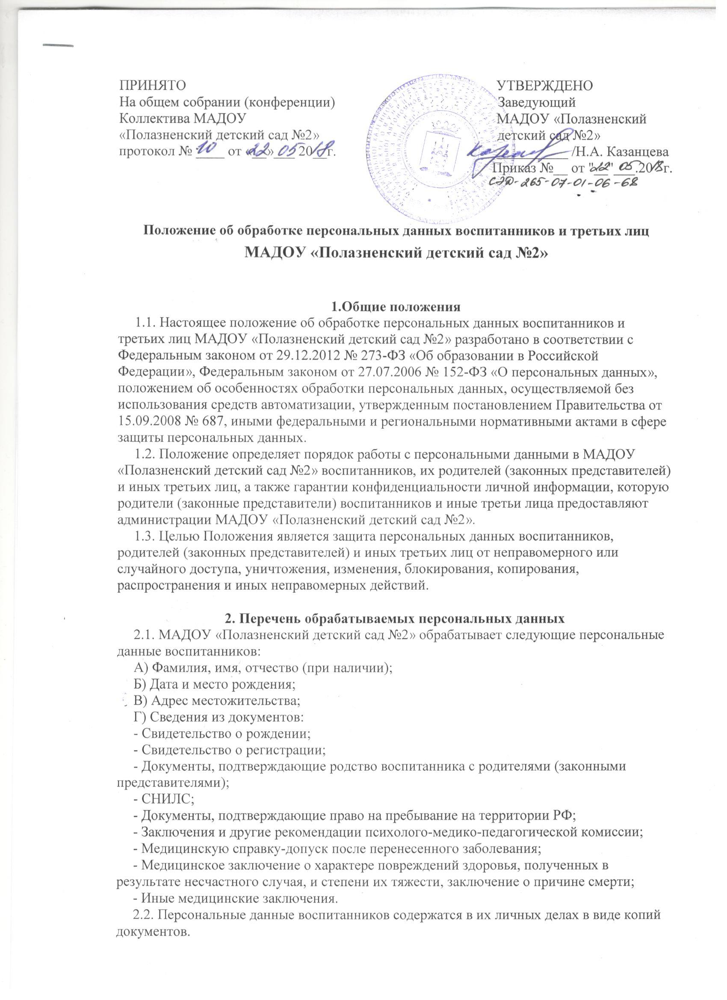 ПРИНЯТО
На общем собрании (конференции)
Коллектива МАДОУ
«Полазненский детский сад №2»
протокол № 10 от «22» 05 2018г.
УТВЕРЖДЕНО
Заведующий
МАДОУ «Полазненский
детский сад №2»
/Н.А. Казанцева
Приказ №__ от "22" 05.2018г.
СЭД-265-07-01-06-68
Положение об обработке персональных данных воспитанников и третьих лиц
МАДОУ «Полазненский детский сад №2»
1.Общие положения
1.1. Настоящее положение об обработке персональных данных воспитанников и
третьих лиц МАДОУ «Полазненский детский сад №2» разработано в соответствии с
Федеральным законом от 29.12.2012 № 273-ФЗ «Об образовании в Российской
Федерации», Федеральным законом от 27.07.2006 № 152-ФЗ «О персональных данных»,
положением об особенностях обработки персональных данных, осуществляемой без
использования средств автоматизации, утвержденным постановлением Правительства от
15.09.2008 № 687, иными федеральными и региональными нормативными актами в сфере
защиты персональных данных.
1.2. Положение определяет порядок работы с персональными данными в МАДОУ
«Полазненский детский сад №2» воспитанников, их родителей (законных представителей)
и иных третьих лиц, а также гарантии конфиденциальности личной информации, которую
родители (законные представители) воспитанников и иные третьи лица предоставляют
администрации МАДОУ «Полазненский детский сад №2».
1.3. Целью Положения является защита персональных данных воспитанников,
родителей (законных представителей) и иных третьих лиц от неправомерного или
случайного доступа, уничтожения, изменения, блокирования, копирования,
распространения и иных неправомерных действий.
2. Перечень обрабатываемых персональных данных
2.1. МАДОУ «Полазненский детский сад №2» обрабатывает следующие персональные
данные воспитанников:
А) Фамилия, имя, отчество (при наличии);
Б) Дата и место рождения;
В) Адрес местожительства;
Г) Сведения из документов:
- Свидетельство о рождении;
- Свидетельство о регистрации;
- Документы, подтверждающие родство воспитанника с родителями (законными
представителями);
- СНИЛС;
- Документы, подтверждающие право на пребывание на территории РФ;
- Заключения и другие рекомендации психолого-медико-педагогической комиссии;
- Медицинскую справку-допуск после перенесенного заболевания;
- Медицинское заключение о характере повреждений здоровья, полученных в
результате несчастного случая, и степени их тяжести, заключение о причине смерти;
- Иные медицинские заключения.
2.2. Персональные данные воспитанников содержатся в их личных делах в виде копий
документов.